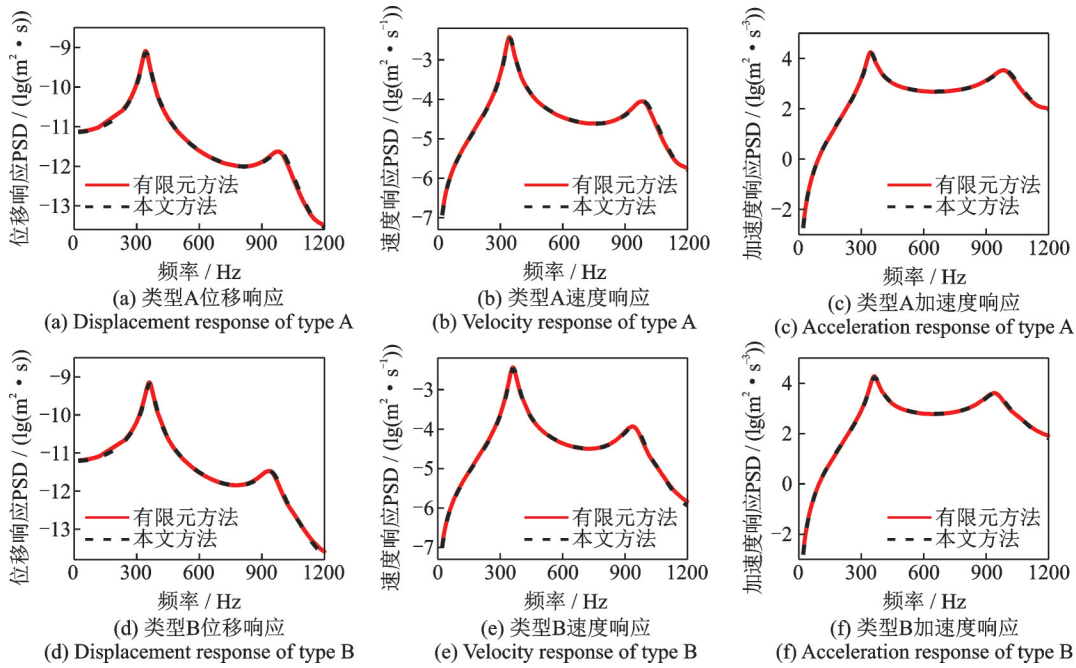 位移响应PSD / (lg(m²·s))
-9
-10
-11
-12
-13
有限元方法
本文方法
0 300 600 900 1200
频率 / Hz
(a) 类型A位移响应
(a) Displacement response of type A
速度响应PSD / (lg(m²·s⁻¹))
-3
-4
-5
-6
-7
有限元方法
本文方法
0 300 600 900 1200
频率 / Hz
(b) 类型A速度响应
(b) Velocity response of type A
加速度响应PSD / (lg(m²·s⁻³))
4
2
0
-2
有限元方法
本文方法
0 300 600 900 1200
频率 / Hz
(c) 类型A加速度响应
(c) Acceleration response of type A
位移响应PSD / (lg(m²·s))
-9
-10
-11
-12
-13
有限元方法
本文方法
0 300 600 900 1200
频率 / Hz
(d) 类型B位移响应
(d) Displacement response of type B
速度响应PSD / (lg(m²·s⁻¹))
-3
-4
-5
-6
-7
有限元方法
本文方法
0 300 600 900 1200
频率 / Hz
(e) 类型B速度响应
(e) Velocity response of type B
加速度响应PSD / (lg(m²·s⁻³))
4
2
0
-2
有限元方法
本文方法
0 300 600 900 1200
频率 / Hz
(f) 类型B加速度响应
(f) Acceleration response of type B